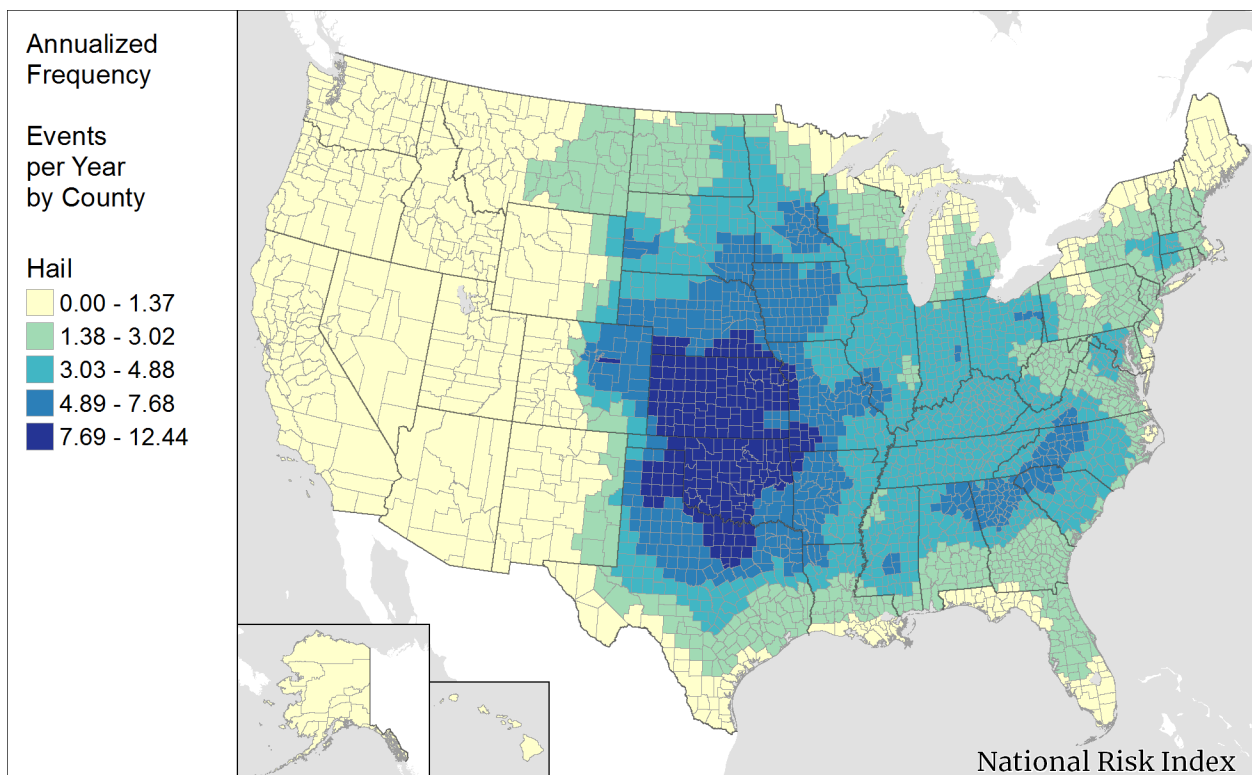 Annualized
Frequency
Events
per Year
by County
Hail
0.00 - 1.37
1.38 - 3.02
3.03 - 4.88
4.89 - 7.68
7.69 - 12.44
National Risk Index